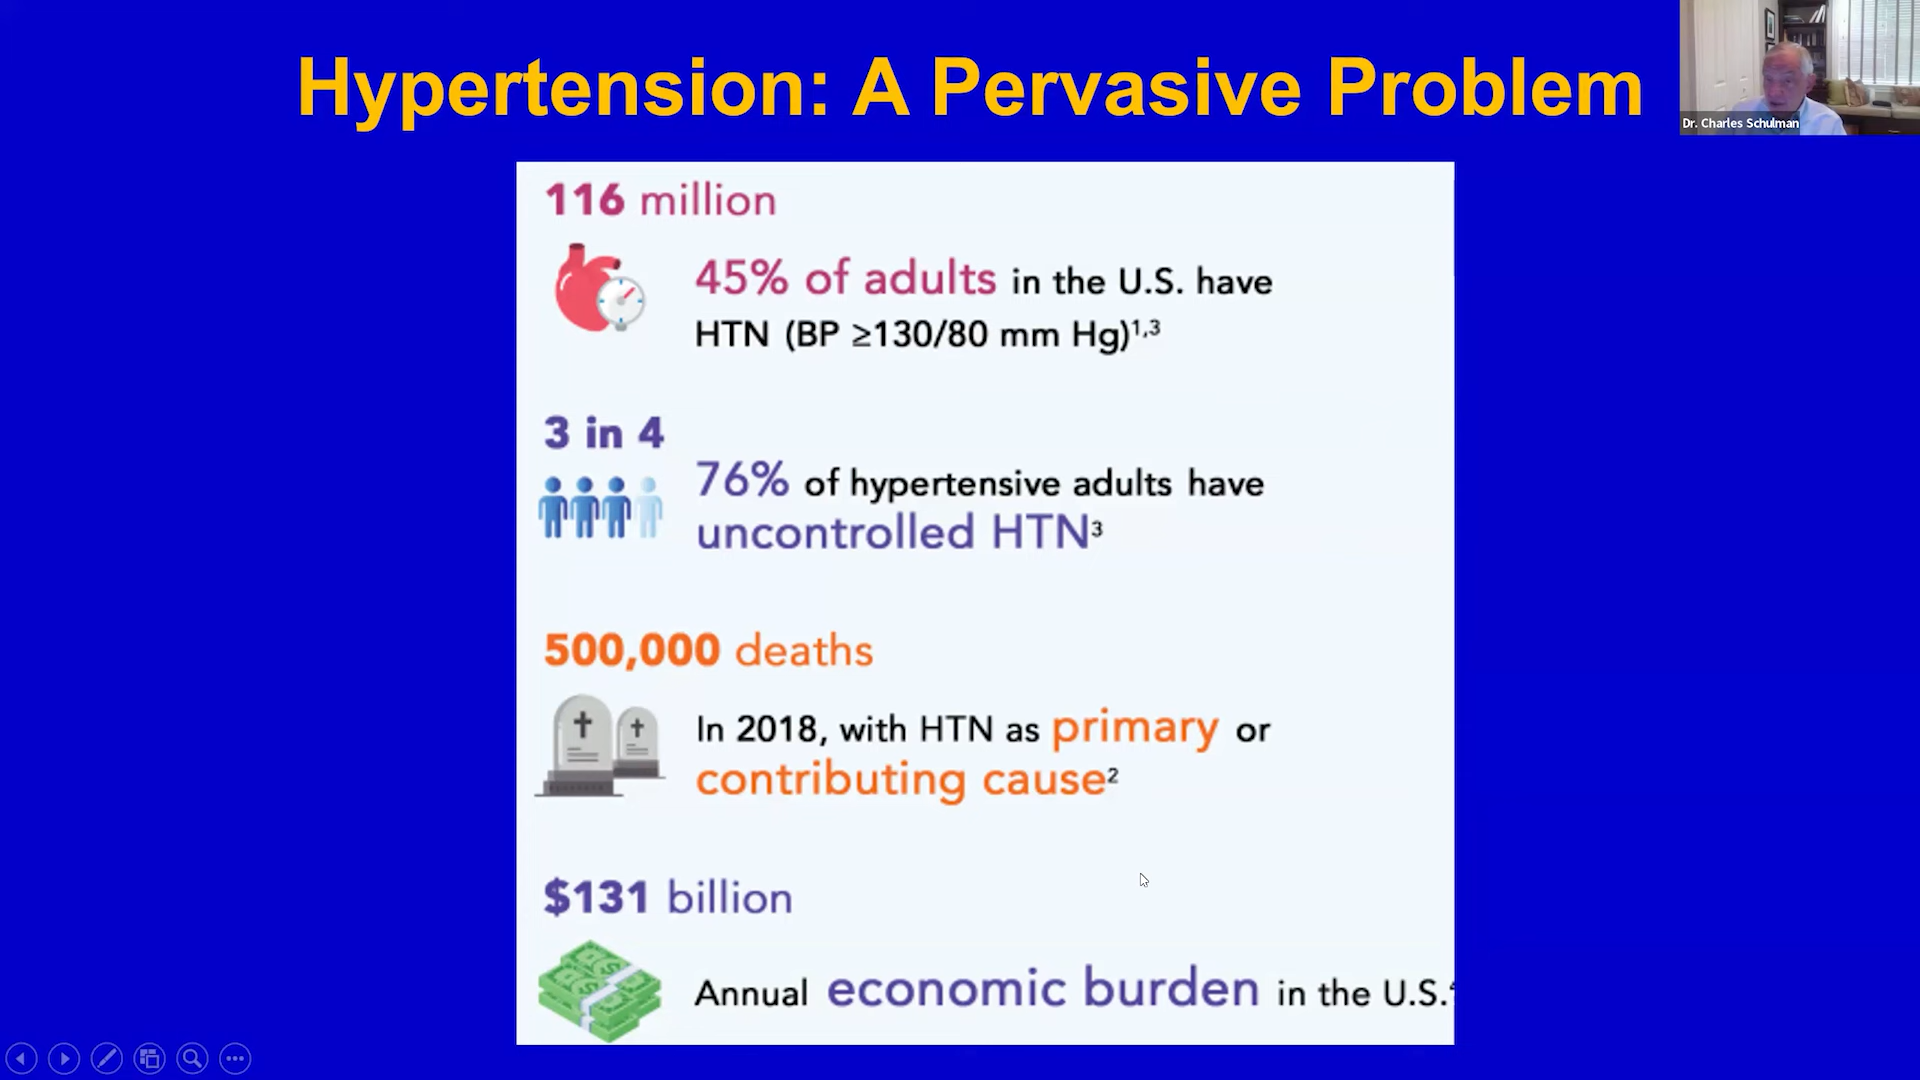 Hypertension: A Pervasive Problem
Dr. Charles Schulman
116 million
45% of adults in the U.S. have
HTN (BP ≥130/80 mm Hg)1,3
3 in 4
76% of hypertensive adults have
uncontrolled HTN3
500,000 deaths
In 2018, with HTN as primary or
contributing cause2
$131 billion
Annual economic burden in the U.S.